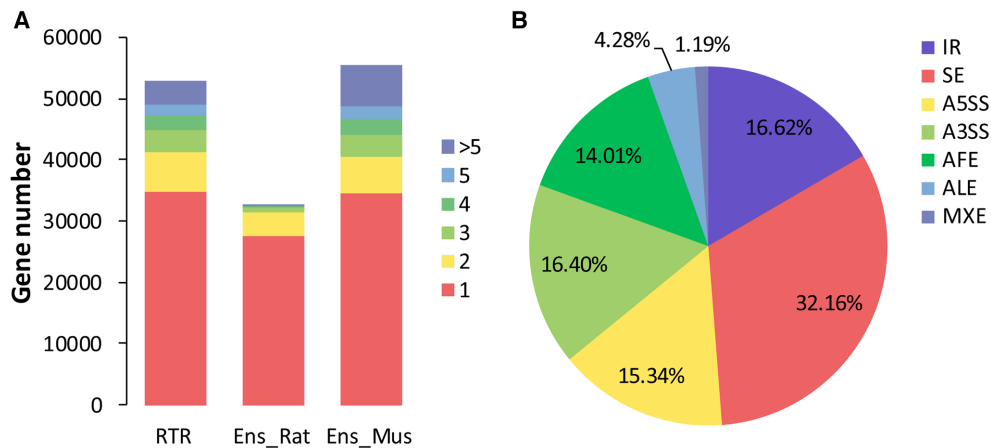 A
Gene number
60000
50000
40000
30000
20000
10000
0
RTR
Ens_Rat
Ens_Mus
>5
5
4
3
2
1
B
4.28%
1.19%
16.62%
14.01%
16.40%
32.16%
15.34%
IR
SE
A5SS
A3SS
AFE
ALE
MXE